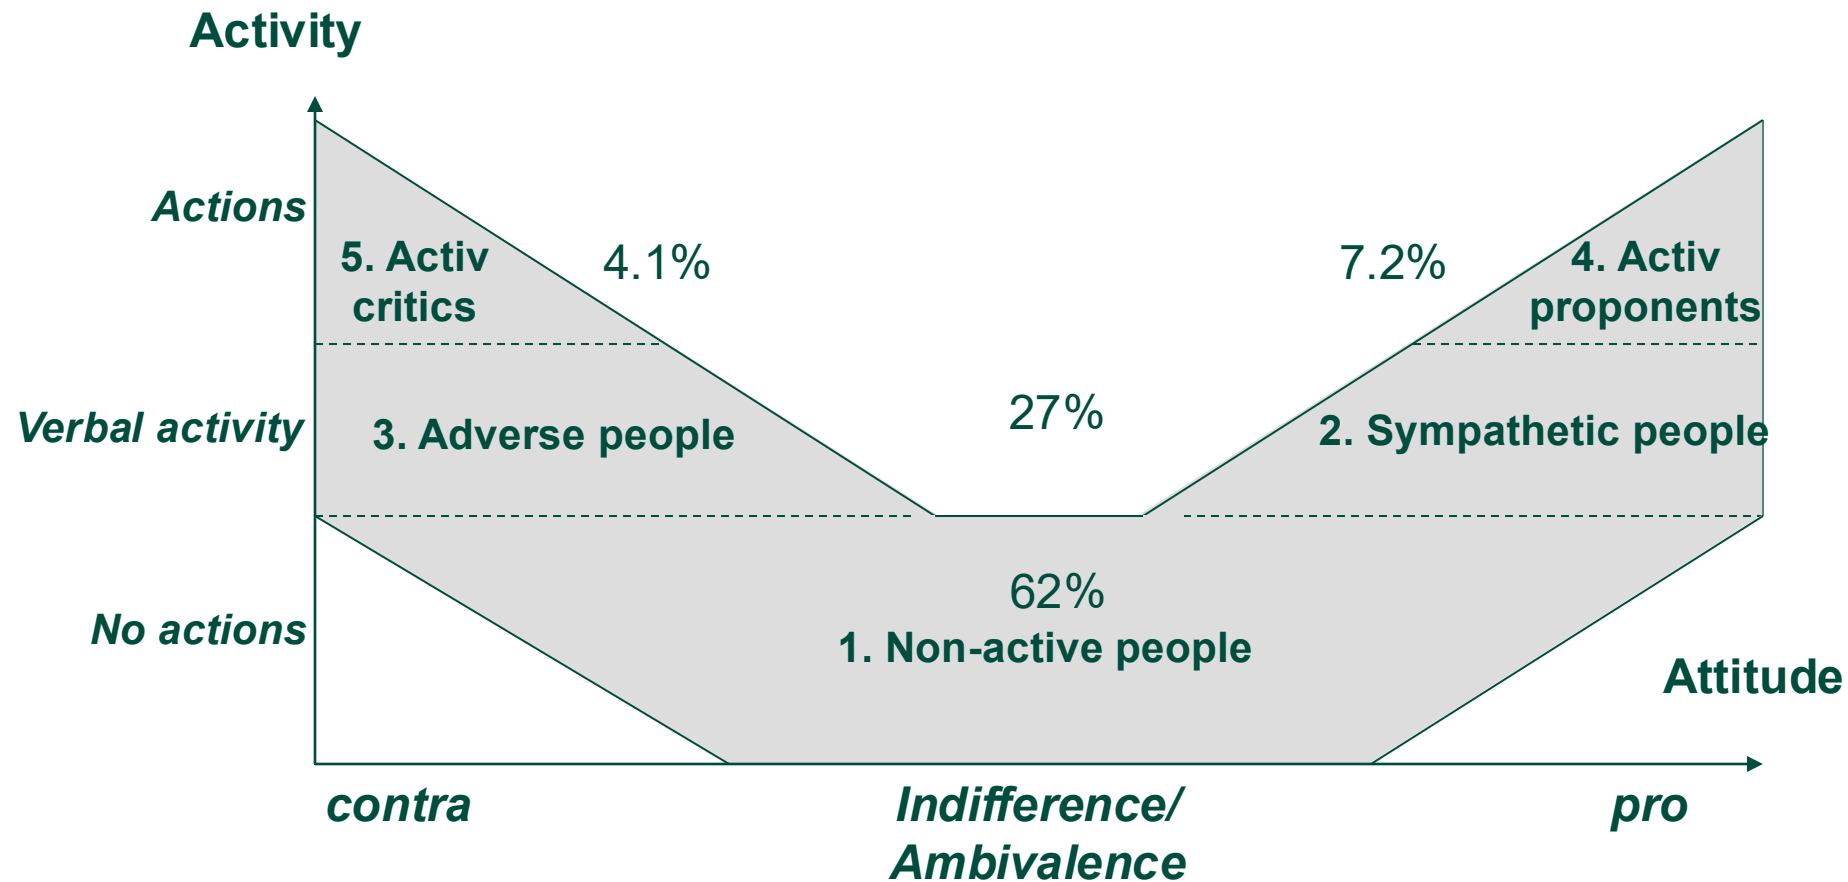 Activity
Actions
5. Activ
critics
4.1%
7.2%
4. Activ
proponents
Verbal activity
3. Adverse people
27%
2. Sympathetic people
No actions
62%
1. Non-active people
Attitude
contra
Indifference/
Ambivalence
pro